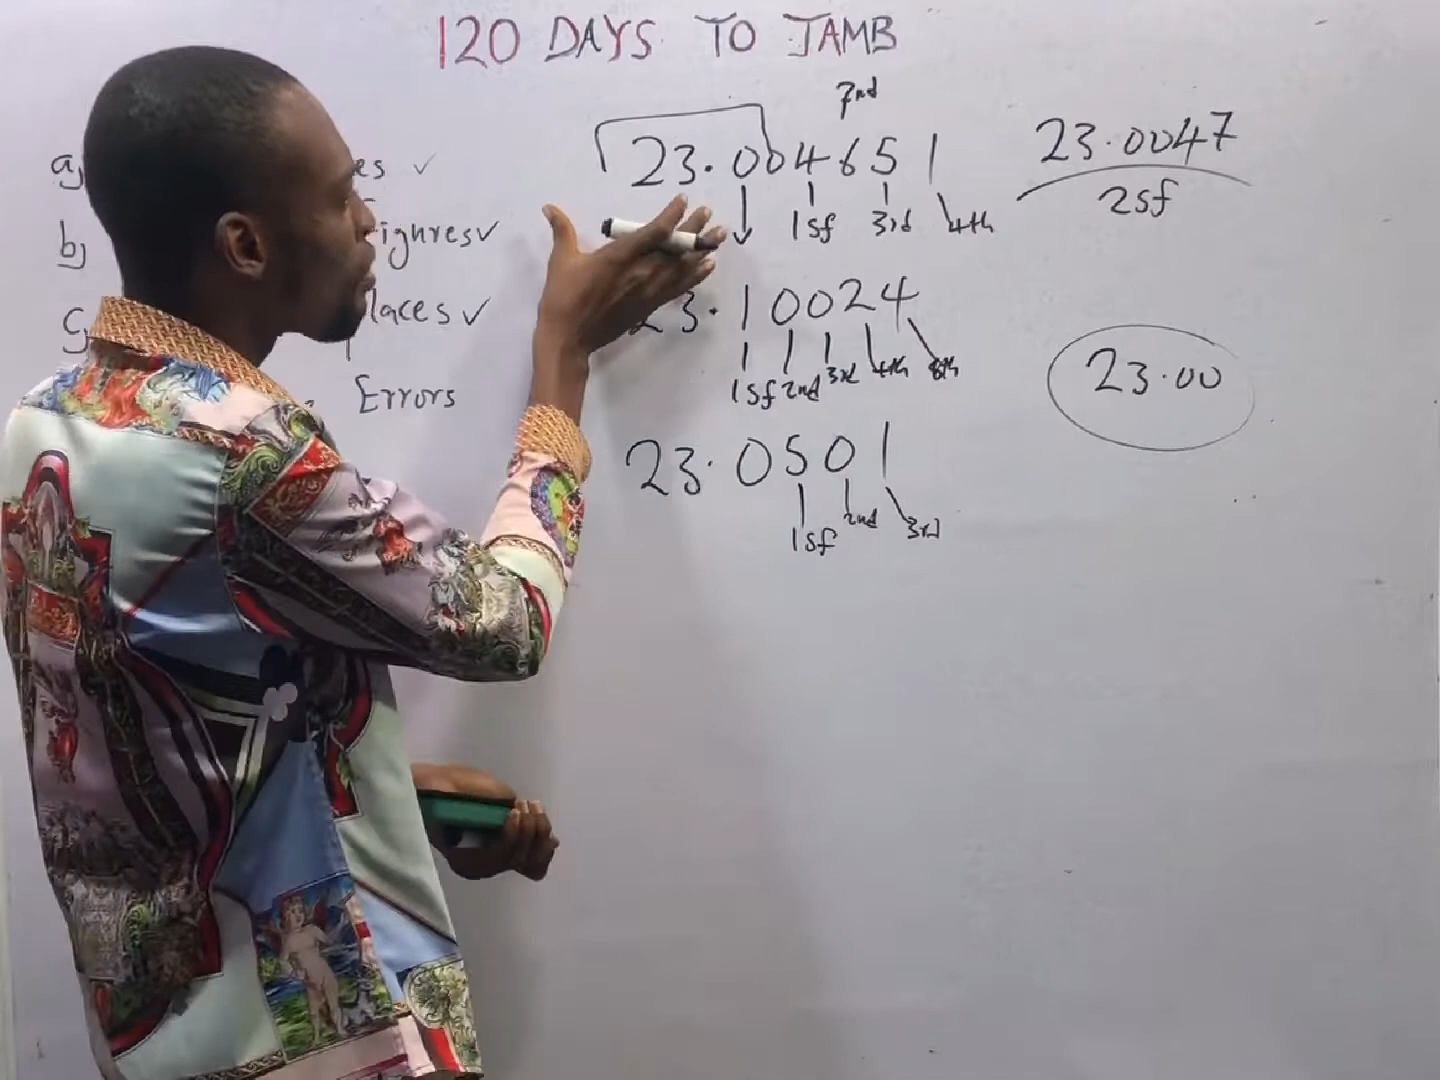 120 DAYS TO JAMB
a) es ✓
b) figures ✓
c) laces ✓
Errors
2nd
23.004651
1sf 3rd 4th
23.10024
1sf 2nd 3rd 4th 5th
23.0501
1sf 2nd 3rd
23.0047
2sf
23.00